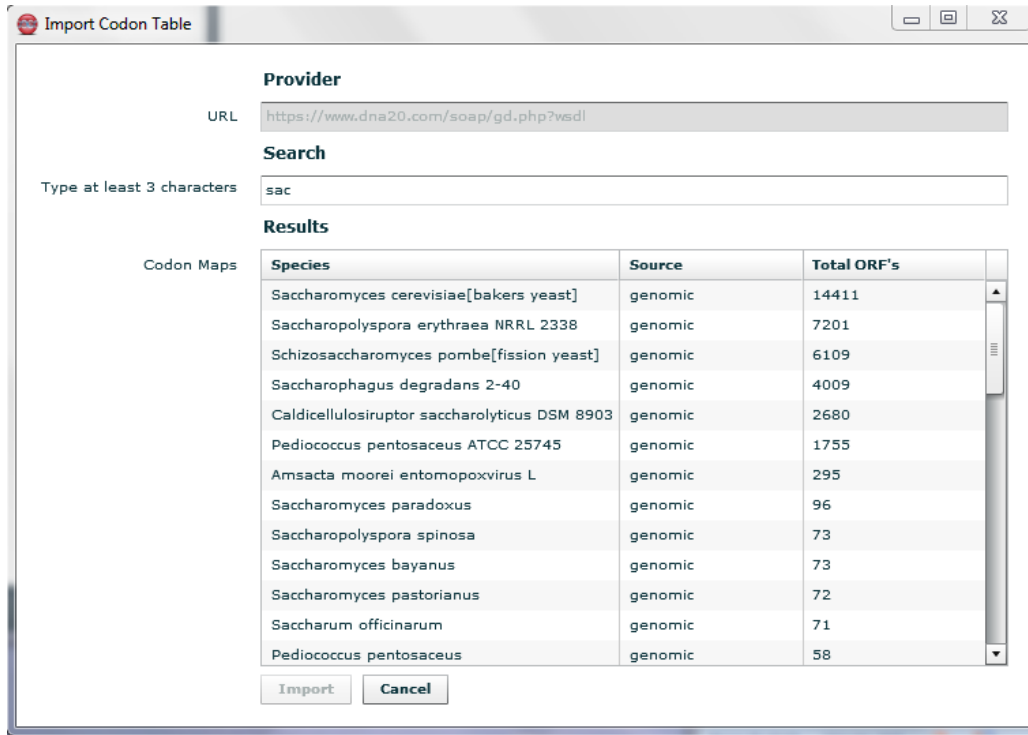 Import Codon Table
Provider
URL https://www.dna20.com/soap/gd.php?wsdl
Search
Type at least 3 characters sac
Results
Codon Maps Species Source Total ORF's
Saccharomyces cerevisiae[bakers yeast] genomic 14411
Saccharopolyspora erythraea NRRL 2338 genomic 7201
Schizosaccharomyces pombe[fission yeast] genomic 6109
Saccharophagus degradans 2-40 genomic 4009
Caldicellulosiruptor saccharolyticus DSM 8903 genomic 2680
Pediococcus pentosaceus ATCC 25745 genomic 1755
Amsacta moorei entomopoxvirus L genomic 295
Saccharomyces paradoxus genomic 96
Saccharopolyspora spinosa genomic 73
Saccharomyces bayanus genomic 73
Saccharomyces pastorianus genomic 72
Saccharum officinarum genomic 71
Pediococcus pentosaceus genomic 58
Import Cancel